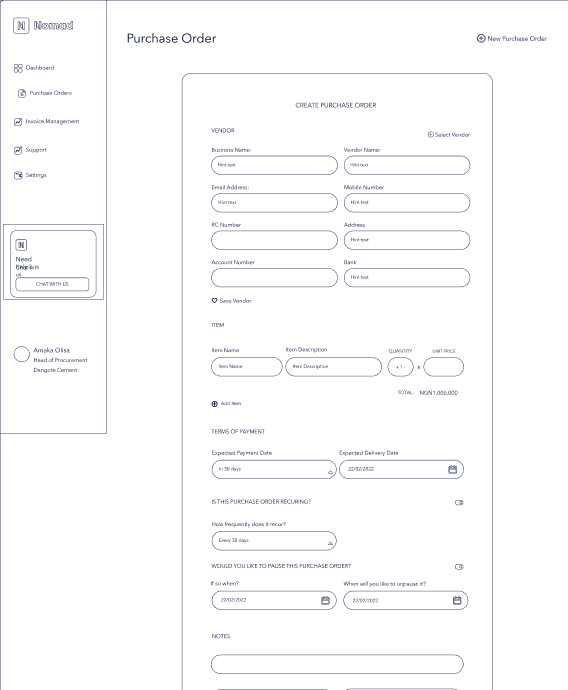 Nomad
Dashboard
Purchase Orders
Invoice Management
Support
Settings
Need
us
CHAT WITH US
Amaka Olisa
Head of Procurement
Dangote Cement
Purchase Order
New Purchase Order
CREATE PURCHASE ORDER
VENDOR
Select Vendor
Business Name:
Vendor Name:
Hint text
Hint text
Email Address:
Mobile Number
Hint text
Hint text
RC Number
Address
Hint text
Account Number
Bank
Hint text
Save Vendor
ITEM
Item Name
Item Description
QUANTITY
UNIT PRICE
Item Name
Item Description
+ 1 -
x
TOTAL : NGN1,000,000
Add Item
TERMS OF PAYMENT
Expected Payment Date
Expected Delivery Date
In 30 days
22/02/2022
IS THIS PURCHASE ORDER RECURING?
How frequently does it recur?
Every 30 days
WOULD YOU LIKE TO PAUSE THIS PURCHASE ORDER?
If so when?
When will you like to unpause it?
22/02/2022
22/02/2022
NOTES